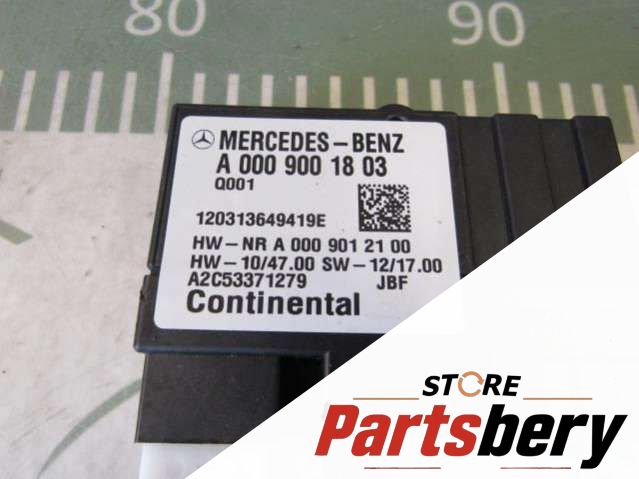 80
90
MERCEDES-BENZ
A 000 900 18 03
Q001
120313649419E
HW-NR A 000 901 21 00
HW-10/47.00 SW-12/17.00
A2C53371279 JBF
Continental
STORE
Partsbery